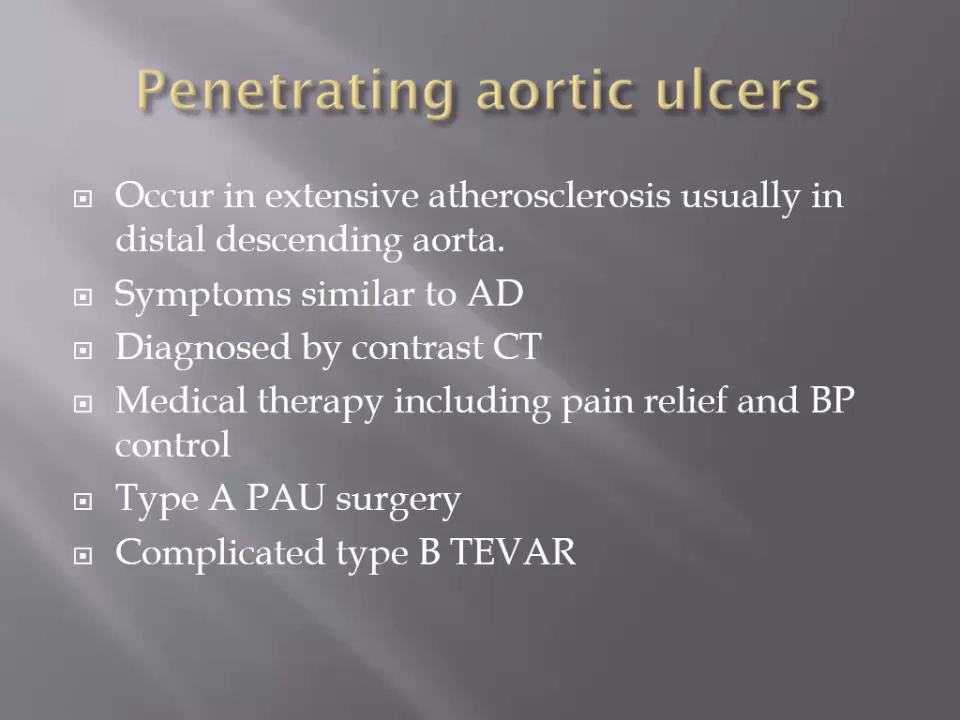 Penetrating aortic ulcers
Occur in extensive atherosclerosis usually in
distal descending aorta.
Symptoms similar to AD
Diagnosed by contrast CT
Medical therapy including pain relief and BP
control
Type A PAU surgery
Complicated type B TEVAR